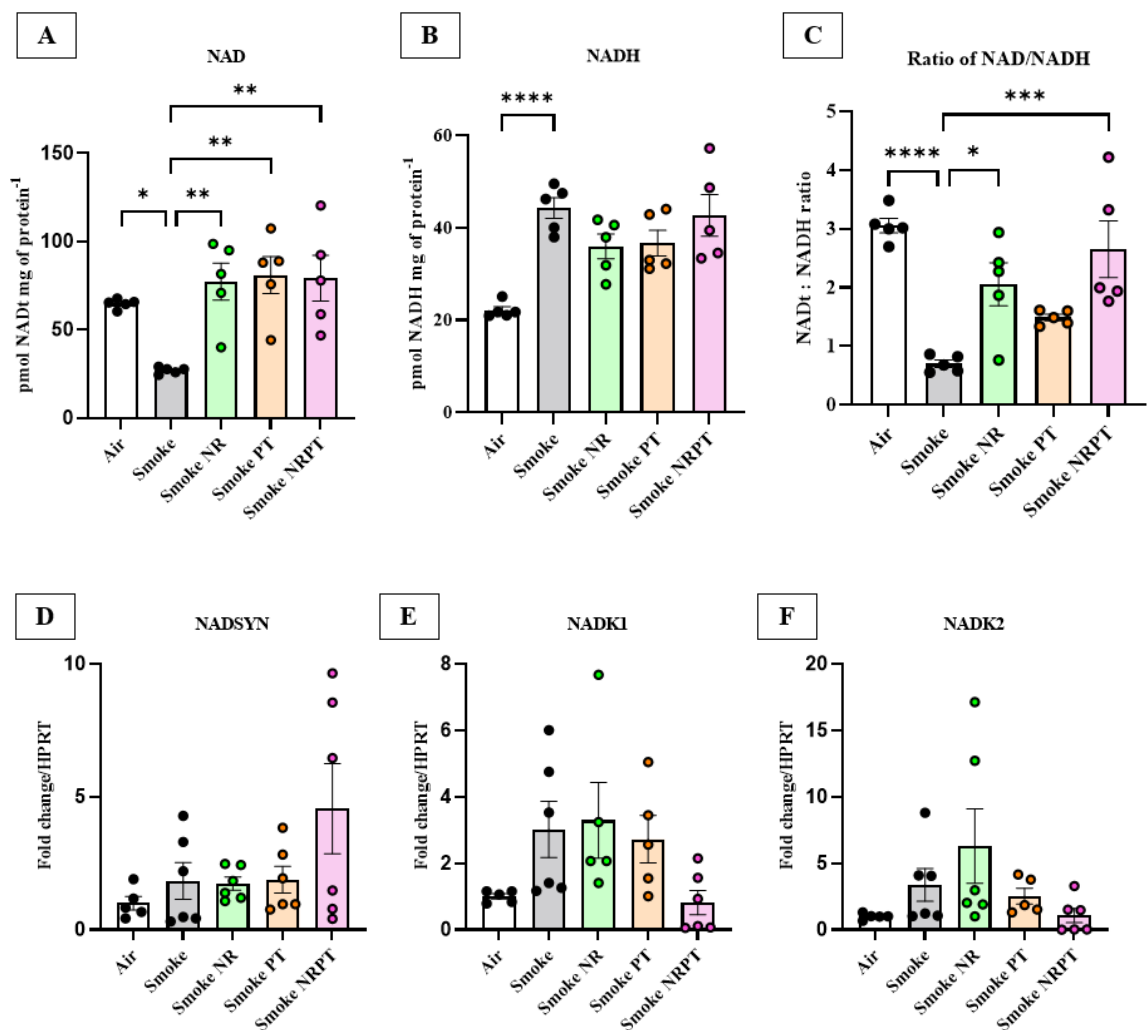 A
NAD
**
**
*
**
150
100
50
0
pmol NADt mg of protein⁻¹
Air
Smoke
Smoke NR
Smoke PT
Smoke NRPT
B
NADH
****
60
40
20
0
pmol NADH mg of protein⁻¹
Air
Smoke
Smoke NR
Smoke PT
Smoke NRPT
C
Ratio of NAD/NADH
***
****
*
5
4
3
2
1
0
NADt : NADH ratio
Air
Smoke
Smoke NR
Smoke PT
Smoke NRPT
D
NADSYN
10
5
0
Fold change/HPRT
Air
Smoke
Smoke NR
Smoke PT
Smoke NRPT
E
NADK1
8
6
4
2
0
Fold change/HPRT
Air
Smoke
Smoke NR
Smoke PT
Smoke NRPT
F
NADK2
20
15
10
5
0
Fold change/HPRT
Air
Smoke
Smoke NR
Smoke PT
Smoke NRPT